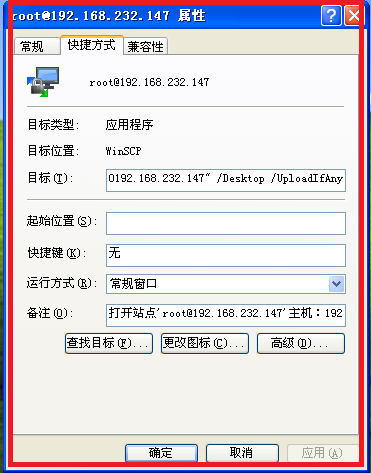 root@192.168.232.147 属性
常规 快捷方式 兼容性
root@192.168.232.147
目标类型: 应用程序
目标位置: WinSCP
目标(T): 0192.168.232.147" /Desktop /UploadIfAny
起始位置(S):
快捷键(K): 无
运行方式(R): 常规窗口
备注(O): 打开站点'root@192.168.232.147'主机：192
查找目标(F)... 更改图标(C)... 高级(D)...
确定 取消 应用(A)